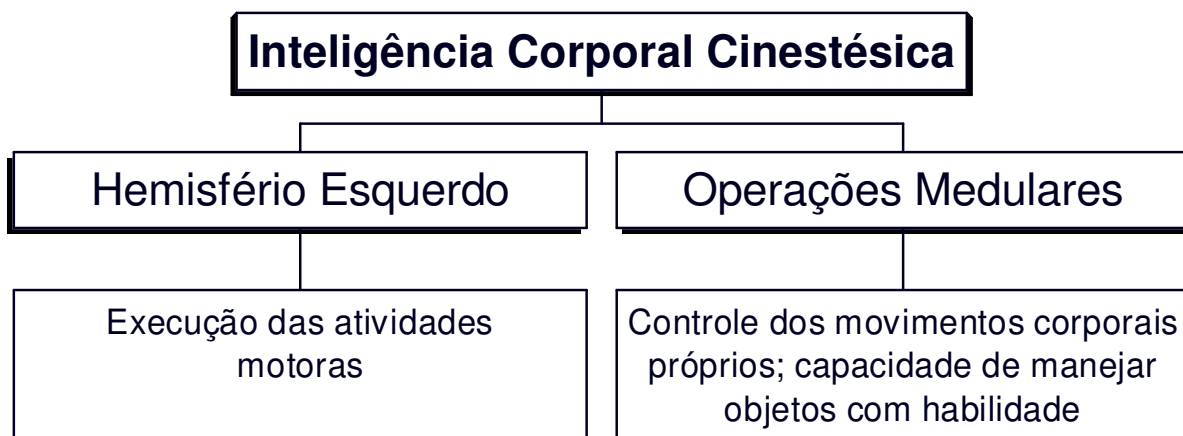 Inteligência Corporal Cinestésica
Hemisfério Esquerdo
Operações Medulares
Execução das atividades
motoras
Controle dos movimentos corporais
próprios; capacidade de manejar
objetos com habilidade